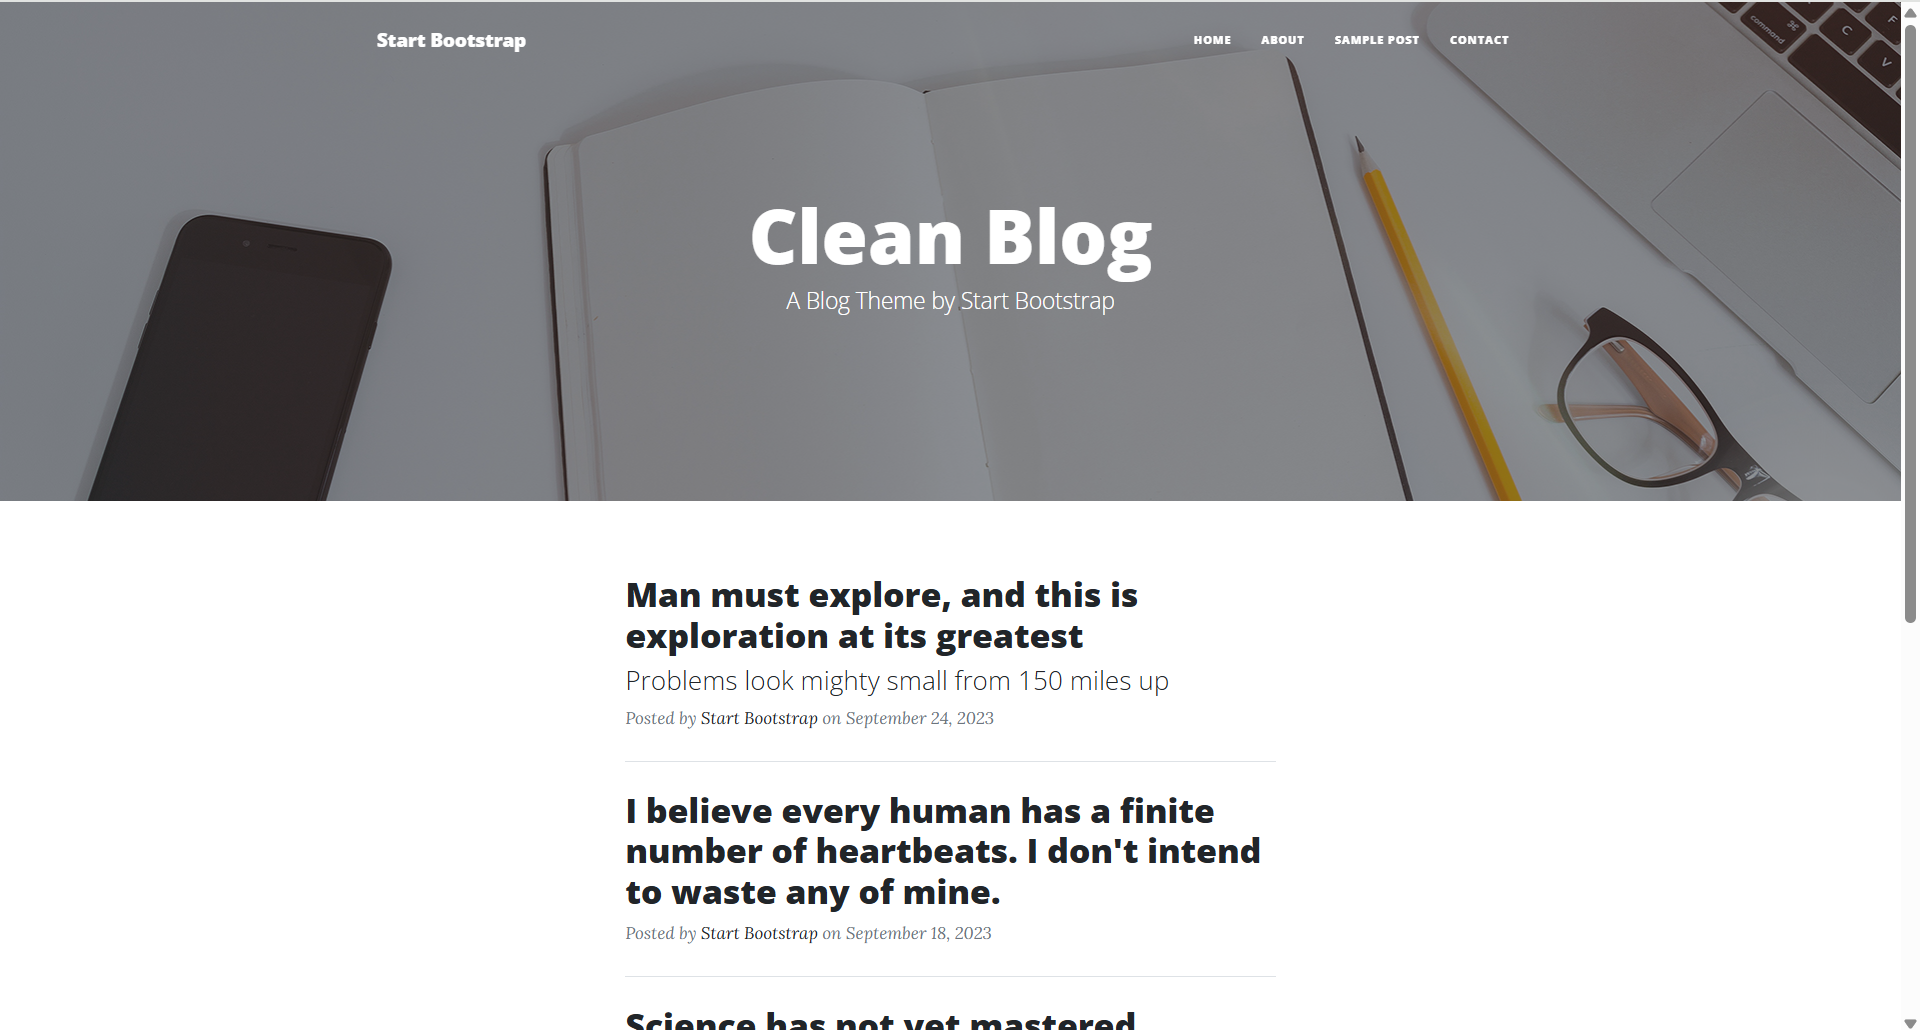 Start Bootstrap
HOME ABOUT SAMPLE POST CONTACT
command ⌘ C V F
Clean Blog
A Blog Theme by Start Bootstrap
Man must explore, and this is
exploration at its greatest
Problems look mighty small from 150 miles up
Posted by Start Bootstrap on September 24, 2023
I believe every human has a finite
number of heartbeats. I don't intend
to waste any of mine.
Posted by Start Bootstrap on September 18, 2023
Science has not yet mastered